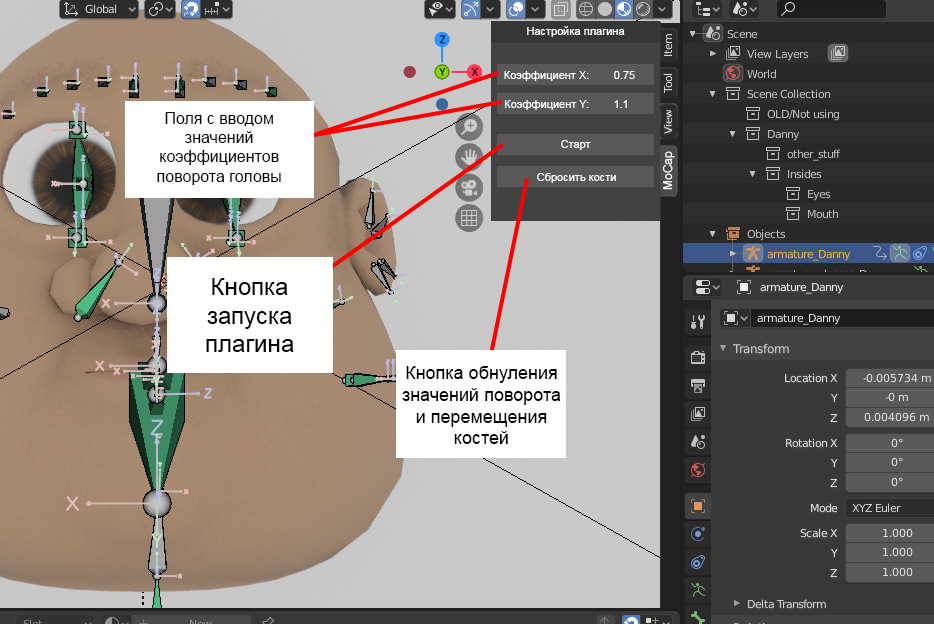 Global
Настройка плагина
Коэффициент X: 0.75
Коэффициент Y: 1.1
Старт
Сбросить кости
Item
Tool
View
MoCap
Z
Y
X
Поля с вводом
значений
коэффициентов
поворота головы
Кнопка
запуска
плагина
Кнопка обнуления
значений поворота
и перемещения
костей
X
Z
X
Z
X
Z
Y
Scene
View Layers
World
Scene Collection
OLD/Not using
Danny
other_stuff
Insides
Eyes
Mouth
Objects
armature_Danny
armature_Danny
armature_Danny
Transform
Location X -0.005734 m
Y -0 m
Z 0.004096 m
Rotation X 0°
Y 0°
Z 0°
Mode XYZ Euler
Scale X 1.000
Y 1.000
Z 1.000
Delta Transform
Slot
New